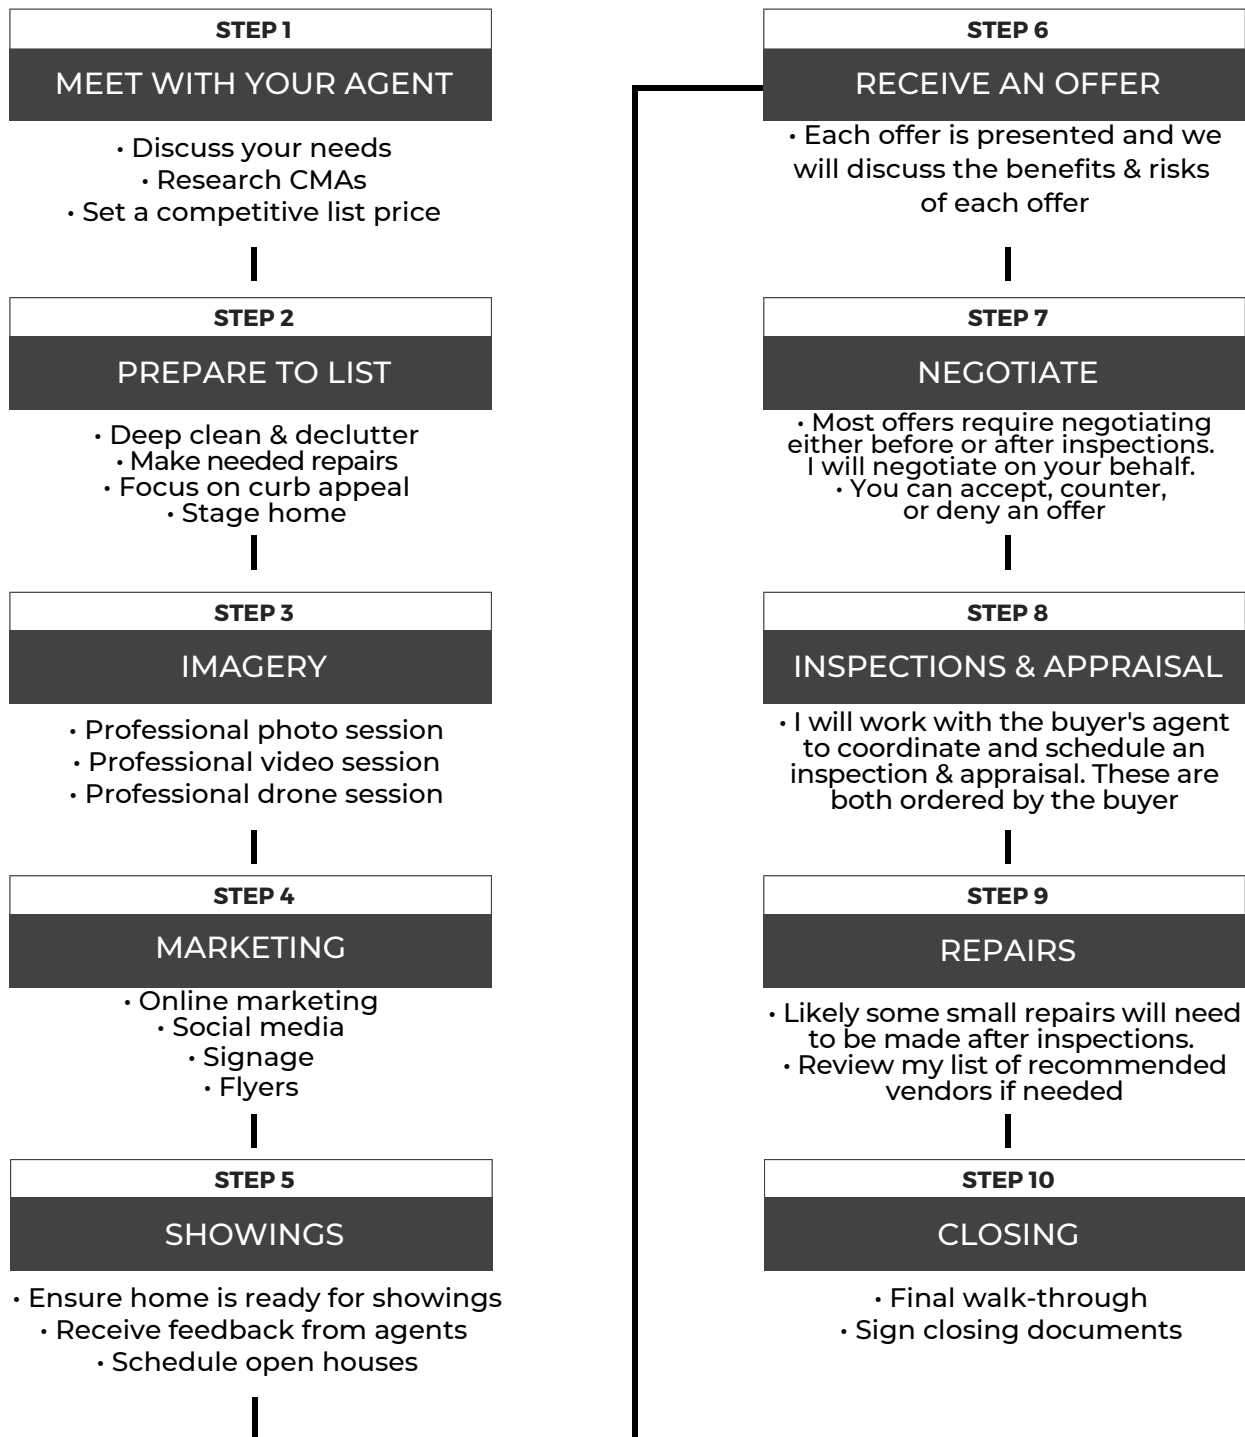 STEP 1
MEET WITH YOUR AGENT
• Discuss your needs
• Research CMAs
• Set a competitive list price
STEP 2
PREPARE TO LIST
• Deep clean & declutter
• Make needed repairs
• Focus on curb appeal
• Stage home
STEP 3
IMAGERY
• Professional photo session
• Professional video session
• Professional drone session
STEP 4
MARKETING
• Online marketing
• Social media
• Signage
• Flyers
STEP 5
SHOWINGS
• Ensure home is ready for showings
• Receive feedback from agents
• Schedule open houses
STEP 6
RECEIVE AN OFFER
• Each offer is presented and we
will discuss the benefits & risks
of each offer
STEP 7
NEGOTIATE
• Most offers require negotiating
either before or after inspections.
I will negotiate on your behalf.
• You can accept, counter,
or deny an offer
STEP 8
INSPECTIONS & APPRAISAL
• I will work with the buyer's agent
to coordinate and schedule an
inspection & appraisal. These are
both ordered by the buyer
STEP 9
REPAIRS
• Likely some small repairs will need
to be made after inspections.
• Review my list of recommended
vendors if needed
STEP 10
CLOSING
• Final walk-through
• Sign closing documents